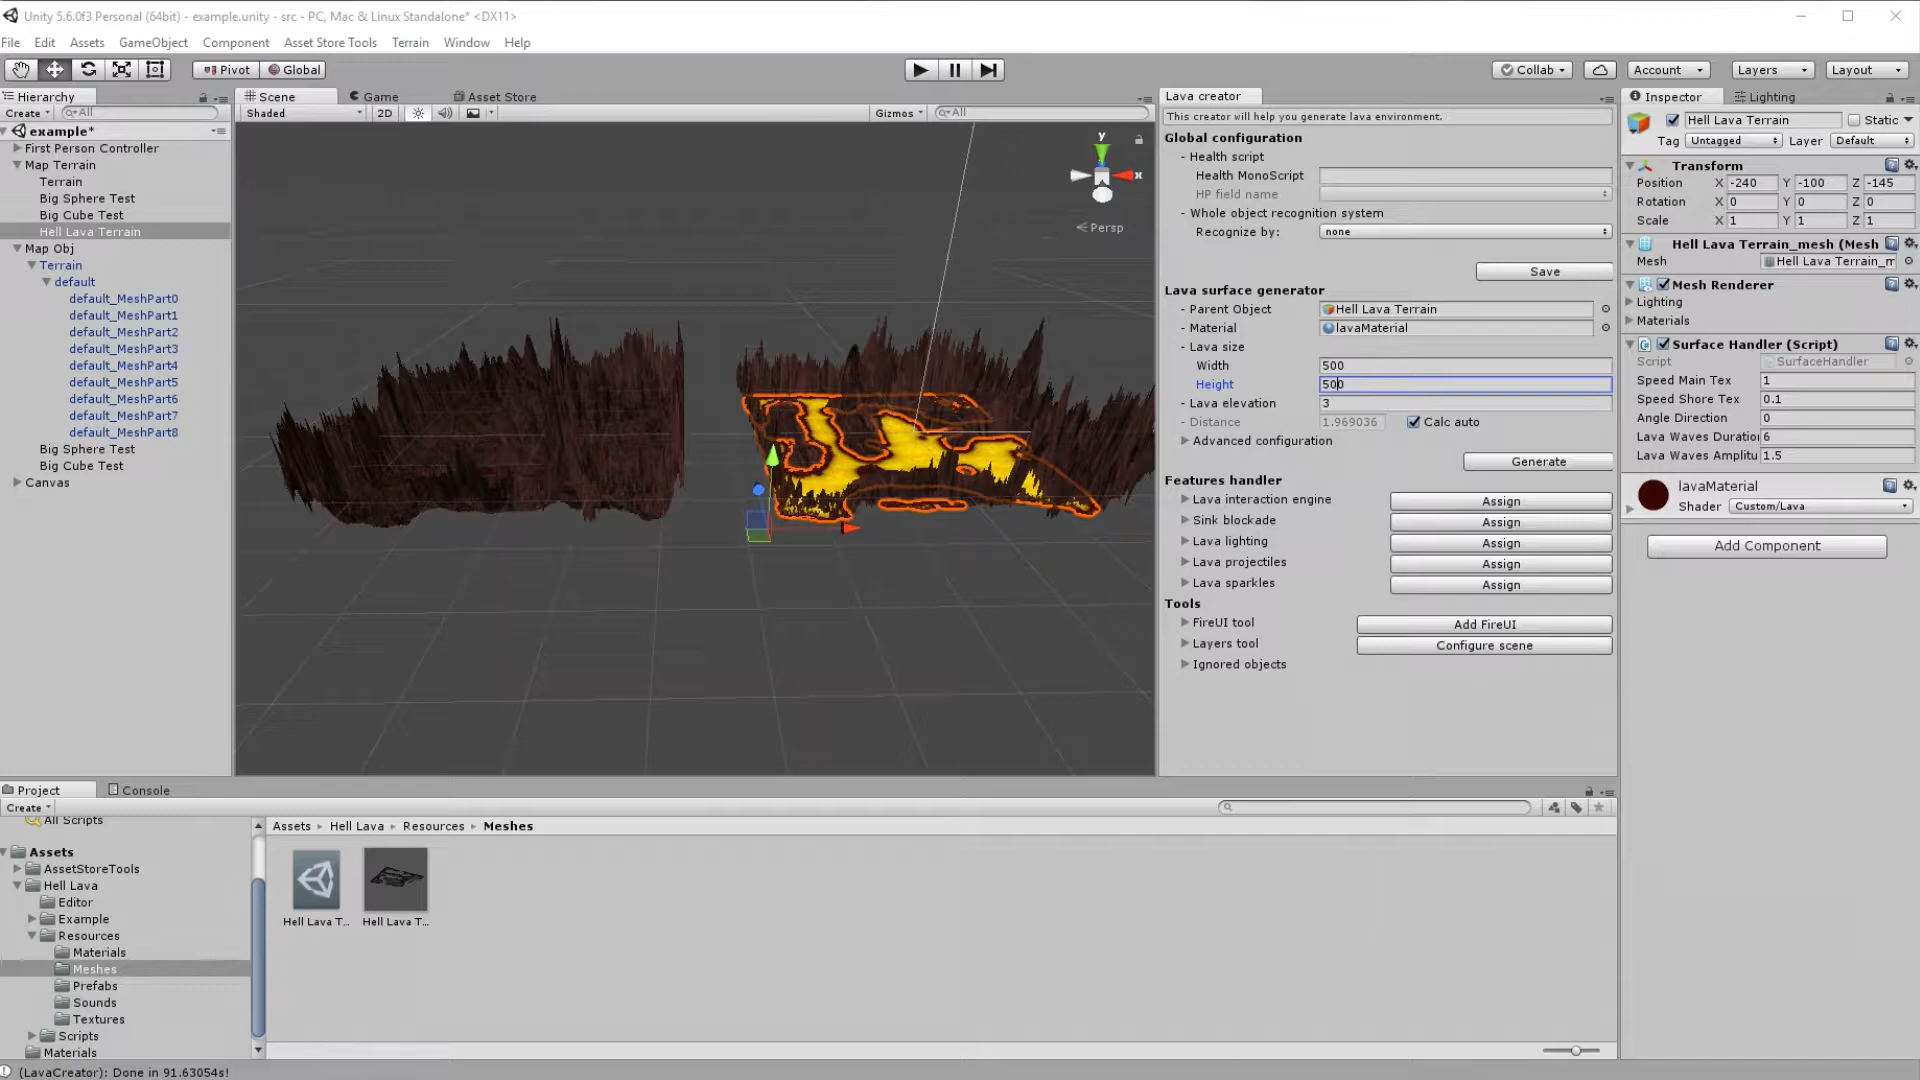 Unity 5.6.0f3 Personal (64bit) - example.unity - src - PC, Mac & Linux Standalone* <DX11>
File Edit Assets GameObject Component Asset Store Tools Terrain Window Help
Pivot Global Collab Account Layers Layout
Hierarchy
Create All
example*
First Person Controller
Map Terrain
Terrain
Big Sphere Test
Big Cube Test
Hell Lava Terrain
Map Obj
Terrain
default
default_MeshPart0
default_MeshPart1
default_MeshPart2
default_MeshPart3
default_MeshPart4
default_MeshPart5
default_MeshPart6
default_MeshPart7
default_MeshPart8
Big Sphere Test
Big Cube Test
Canvas
Scene Game Asset Store
Shaded 2D Gizmos All
y
x
Persp
Lava creator
This creator will help you generate lava environment.
Global configuration
- Health script
Health MonoScript
HP field name
- Whole object recognition system
Recognize by: none
Save
Lava surface generator
- Parent Object Hell Lava Terrain
- Material lavaMaterial
- Lava size
Width 500
Height 500
- Lava elevation 3
- Distance 1.969036 Calc auto
Advanced configuration
Generate
Features handler
Lava interaction engine Assign
Sink blockade Assign
Lava lighting Assign
Lava projectiles Assign
Lava sparkles Assign
Tools
FireUI tool Add FireUI
Layers tool Configure scene
Ignored objects
Inspector Lighting
Hell Lava Terrain Static
Tag Untagged Layer Default
Transform
Position X -240 Y -100 Z -145
Rotation X 0 Y 0 Z 0
Scale X 1 Y 1 Z 1
Hell Lava Terrain_mesh (Mesh
Mesh Hell Lava Terrain_m
Mesh Renderer
Lighting
Materials
Surface Handler (Script)
Script SurfaceHandler
Speed Main Tex 1
Speed Shore Tex 0.1
Angle Direction 0
Lava Waves Duratio 6
Lava Waves Amplitu 1.5
lavaMaterial
Shader Custom/Lava
Add Component
Project Console
Create
All Scripts
Assets
AssetStoreTools
Hell Lava
Editor
Example
Resources
Materials
Meshes
Prefabs
Sounds
Textures
Scripts
Materials
Assets Hell Lava Resources Meshes
Hell Lava T... Hell Lava T...
(LavaCreator): Done in 91.63054s!